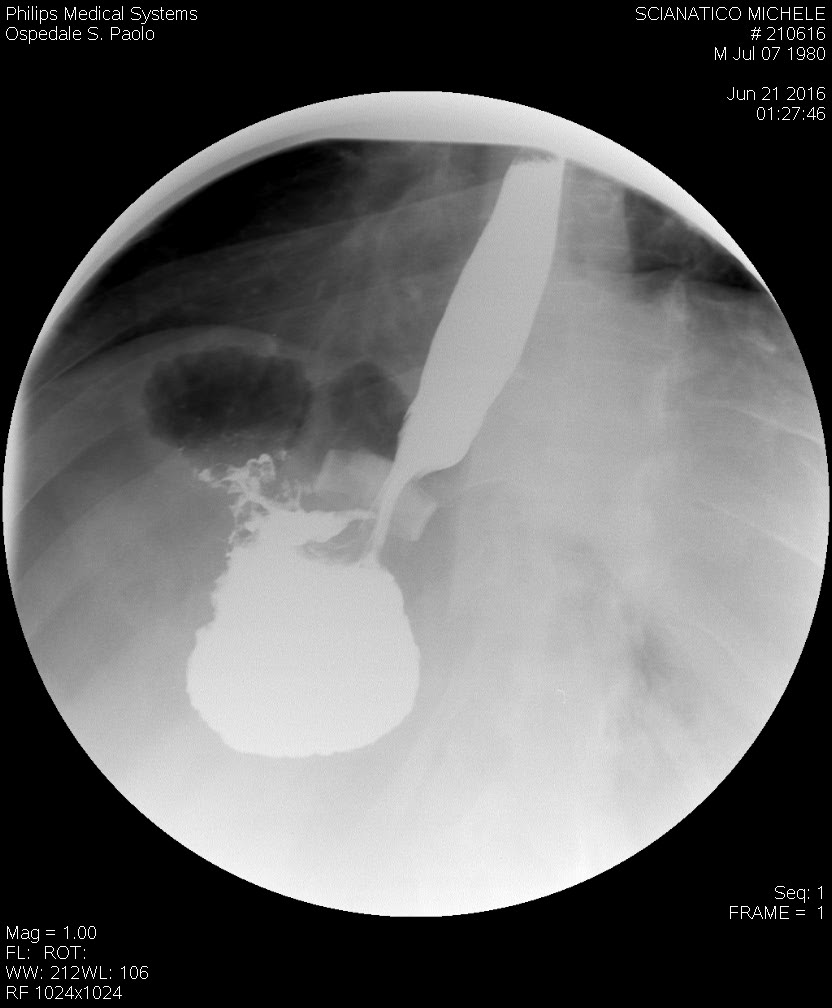 Philips Medical Systems
Ospedale S. Paolo
SCIANATICO MICHELE
# 210616
M Jul 07 1980
Jun 21 2016
01:27:46
Seq: 1
FRAME = 1
Mag = 1.00
FL: ROT:
WW: 212WL: 106
RF 1024x1024